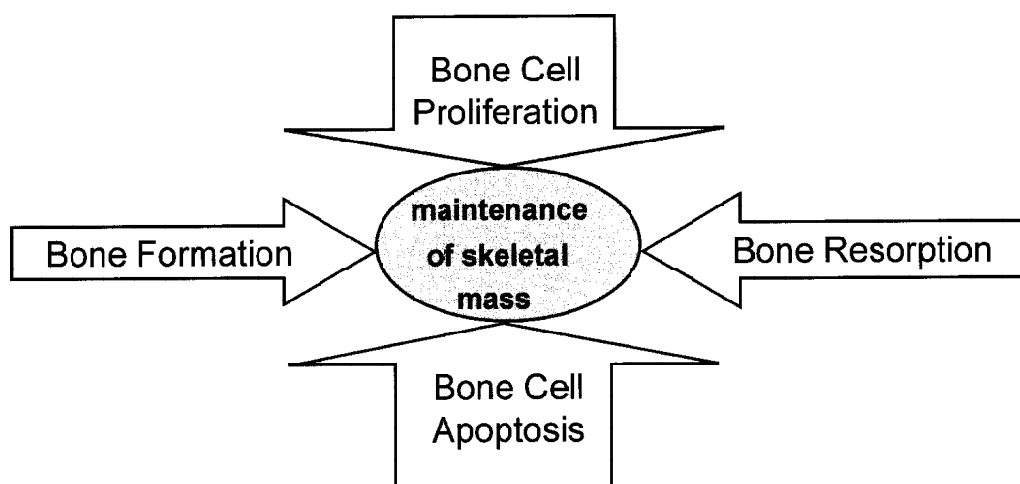 Bone Cell
Proliferation
maintenance
of skeletal
mass
Bone Formation
Bone Resorption
Bone Cell
Apoptosis